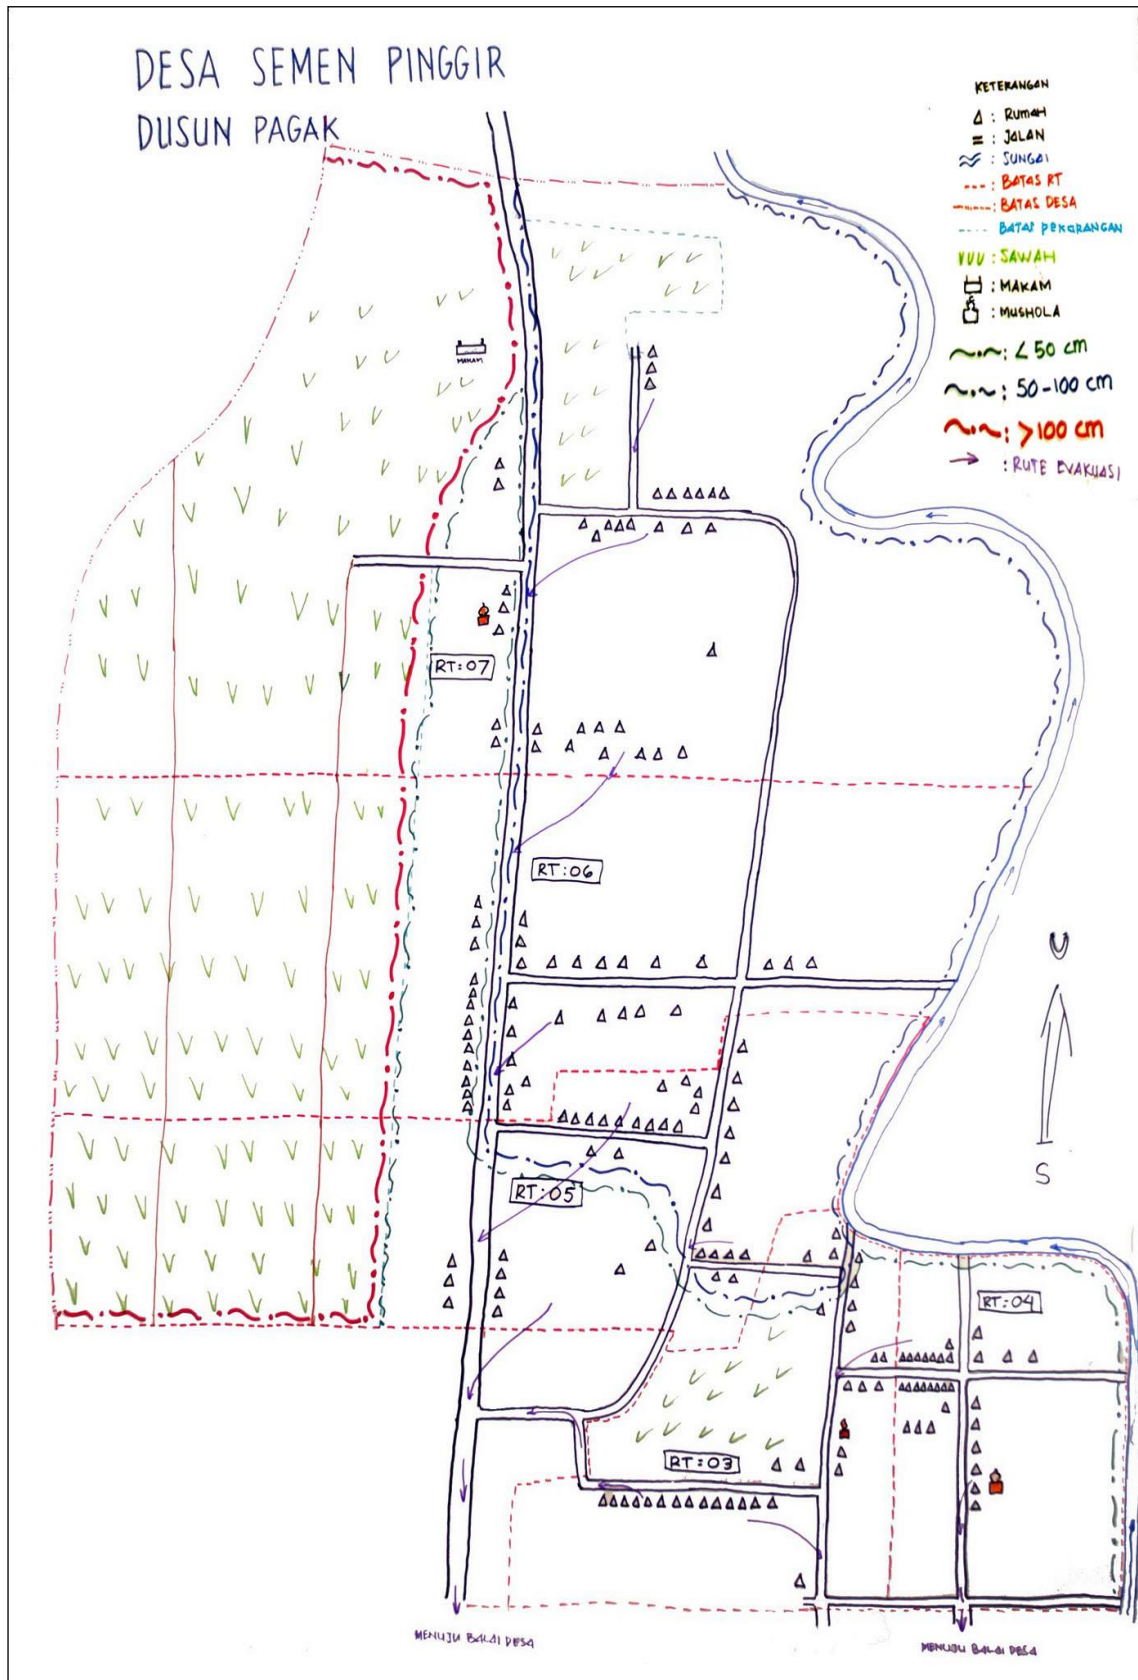 DESA SEMEN PINGGIR
DUSUN PAGAK
KETERANGAN
: RUMAH
: JALAN
: SUNGAI
: BATAS RT
: BATAS DESA
: BATAS PEKARANGAN
VVV : SAWAH
: MAKAM
: MUSHOLA
: < 50 cm
: 50-100 cm
: >100 cm
: RUTE EVAKUASI
MAKAM
RT:07
RT:06
U
S
RT:05
RT:04
RT:03
MENUJU BALAI DESA
MENUJU BALAI DESA